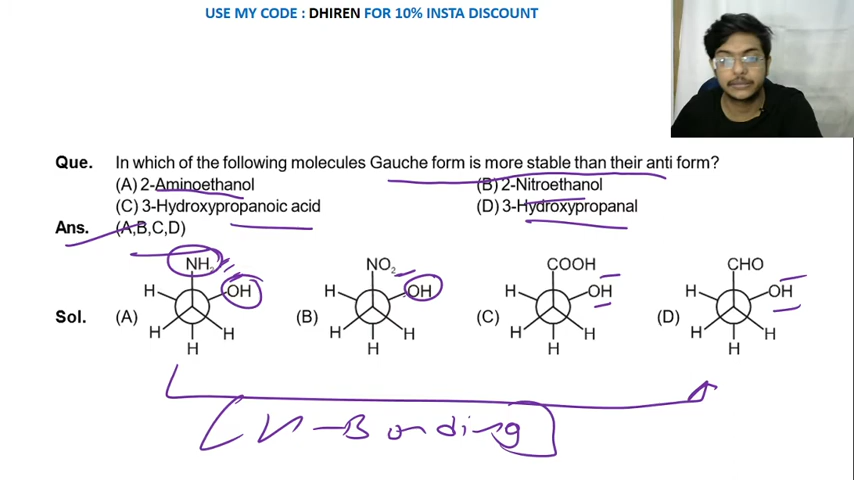 USE MY CODE : DHIREN FOR 10% INSTA DISCOUNT
Que. In which of the following molecules Gauche form is more stable than their anti form?
(A) 2-Aminoethanol (B) 2-Nitroethanol
(C) 3-Hydroxypropanoic acid (D) 3-Hydroxypropanal
Ans. (A,B,C,D)
NH₂ NO₂ COOH CHO
H OH H OH H OH H OH
Sol. (A) (B) (C) (D)
H H H H H H H H
H H H H
(H-Bonding)